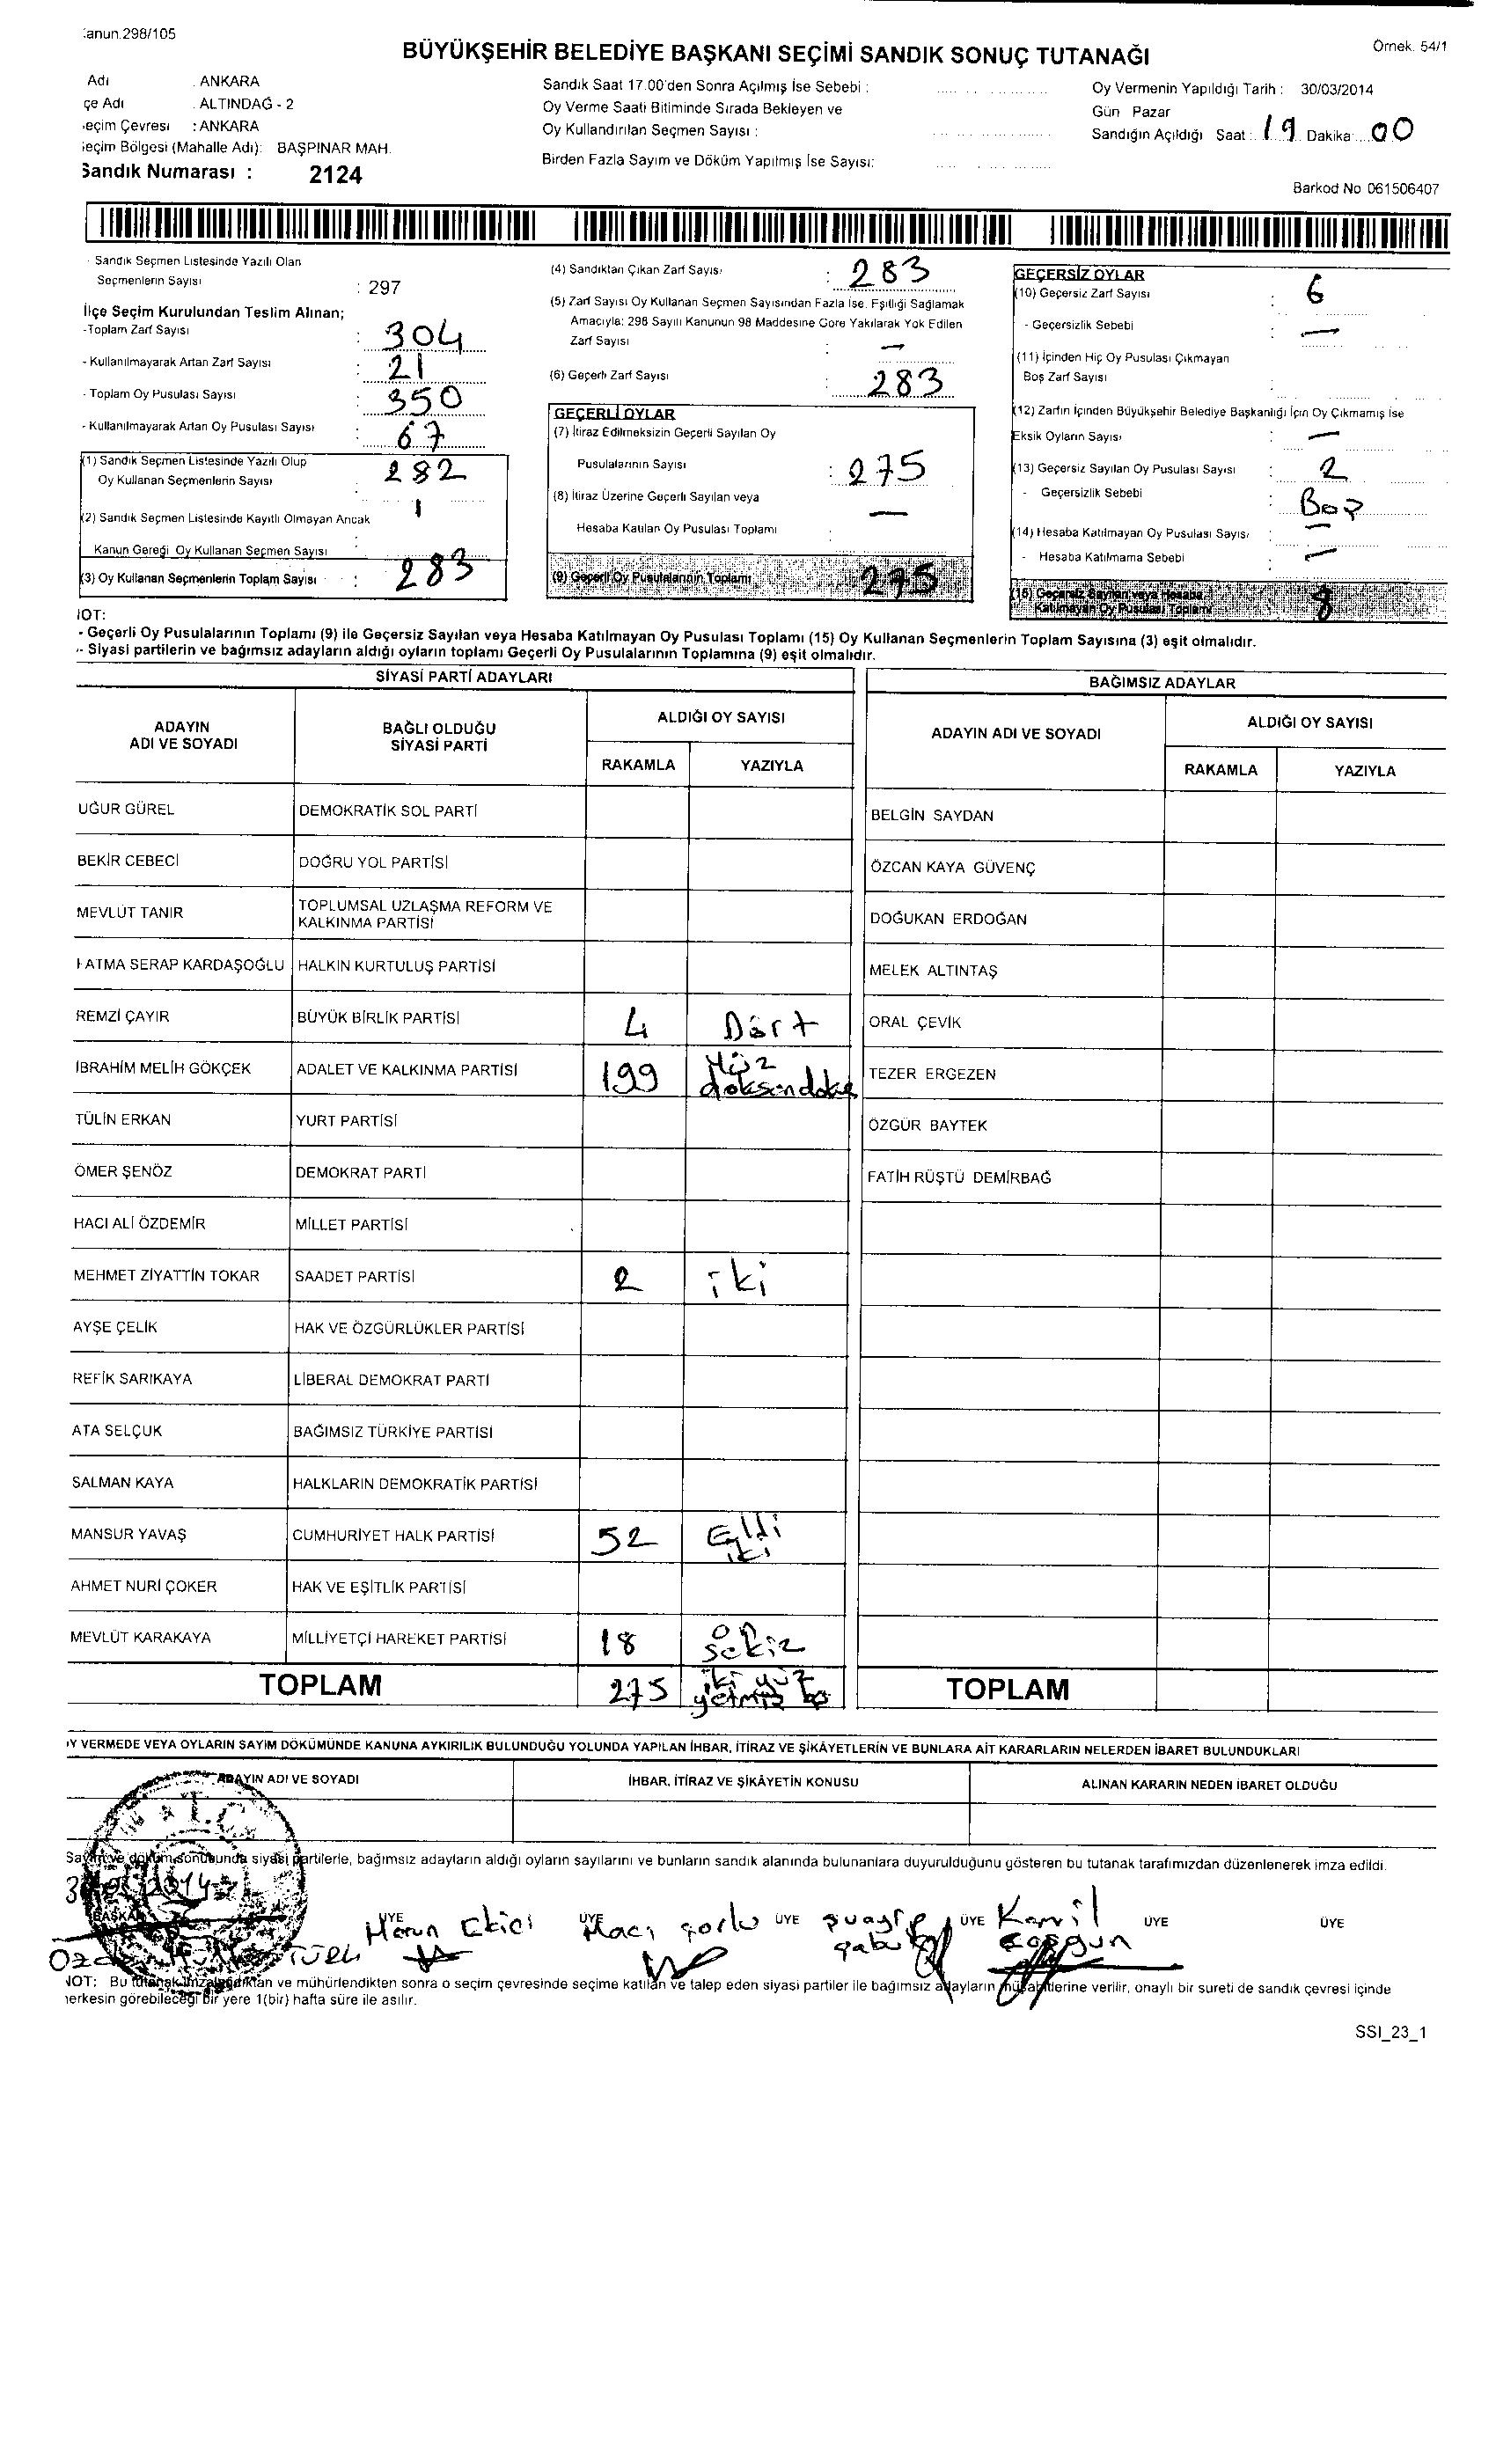 anun.298/105
Örnek. 54/1
BÜYÜKŞEHİR BELEDİYE BAŞKANI SEÇİMİ SANDIK SONUÇ TUTANAĞI
Adı : ANKARA
çe Adı : ALTINDAĞ - 2
eçim Çevresi : ANKARA
eçim Bölgesi (Mahalle Adı): BAŞPINAR MAH.
Sandık Numarası : 2124
Sandık Saat 17.00'den Sonra Açılmış İse Sebebi :
Oy Verme Saati Bitiminde Sırada Bekleyen ve
Oy Kullandırılan Seçmen Sayısı :
Birden Fazla Sayım ve Döküm Yapılmış İse Sayısı:
Oy Vermenin Yapıldığı Tarih : 30/03/2014
Gün Pazar
Sandığın Açıldığı Saat : 19 Dakika : 00
Barkod No 061506407
- Sandık Seçmen Listesinde Yazılı Olan
Seçmenlerin Sayısı : 297
İlçe Seçim Kurulundan Teslim Alınan;
-Toplam Zarf Sayısı : 304
- Kullanılmayarak Artan Zarf Sayısı : 21
- Toplam Oy Pusulası Sayısı : 350
- Kullanılmayarak Artan Oy Pusulası Sayısı : 67
(1) Sandık Seçmen Listesinde Yazılı Olup
Oy Kullanan Seçmenlerin Sayısı : 282
(2) Sandık Seçmen Listesinde Kayıtlı Olmayan Ancak
Kanun Gereği Oy Kullanan Seçmen Sayısı : 1
(3) Oy Kullanan Seçmenlerin Toplam Sayısı : 283
(4) Sandıktan Çıkan Zarf Sayısı : 283
(5) Zarf Sayısı Oy Kullanan Seçmen Sayısından Fazla İse, Eşitliği Sağlamak
Amacıyla: 298 Sayılı Kanunun 98 Maddesine Göre Yakılarak Yok Edilen
Zarf Sayısı : -
(6) Geçerli Zarf Sayısı : 283
GEÇERLİ OYLAR
(7) İtiraz Edilmeksizin Geçerli Sayılan Oy
Pusulalarının Sayısı : 275
(8) İtiraz Üzerine Geçerli Sayılan veya
Hesaba Katılan Oy Pusulası Toplamı : -
(9) Geçerli Oy Pusulalarının Toplamı 275
GEÇERSİZ OYLAR
(10) Geçersiz Zarf Sayısı : 6
- Geçersizlik Sebebi : -
(11) İçinden Hiç Oy Pusulası Çıkmayan
Boş Zarf Sayısı :
(12) Zarfın İçinden Büyükşehir Belediye Başkanlığı İçin Oy Çıkmamış İse
Eksik Oyların Sayısı : -
(13) Geçersiz Sayılan Oy Pusulası Sayısı : 2
- Geçersizlik Sebebi : Boş
(14) Hesaba Katılmayan Oy Pusulası Sayısı : -
- Hesaba Katılmama Sebebi : -
(15) Geçersiz Sayılan veya Hesaba
Katılmayan Oy Pusulası Toplamı 8
NOT:
- Geçerli Oy Pusulalarının Toplamı (9) ile Geçersiz Sayılan veya Hesaba Katılmayan Oy Pusulası Toplamı (15) Oy Kullanan Seçmenlerin Toplam Sayısına (3) eşit olmalıdır.
- Siyasi partilerin ve bağımsız adayların aldığı oyların toplamı Geçerli Oy Pusulalarının Toplamına (9) eşit olmalıdır.
SİYASİ PARTİ ADAYLARI
ADAYIN ADI VE SOYADI BAĞLI OLDUĞU SİYASİ PARTİ ALDIĞI OY SAYISI
RAKAMLA YAZIYLA
UĞUR GÜREL DEMOKRATİK SOL PARTİ
BEKİR CEBECİ DOĞRU YOL PARTİSİ
MEVLÜT TANIR TOPLUMSAL UZLAŞMA REFORM VE
KALKINMA PARTİSİ
FATMA SERAP KARDAŞOĞLU HALKIN KURTULUŞ PARTİSİ
REMZİ ÇAYIR BÜYÜK BİRLİK PARTİSİ 4 Dört
İBRAHİM MELİH GÖKÇEK ADALET VE KALKINMA PARTİSİ 199 Yüz
doksandokuz
TÜLİN ERKAN YURT PARTİSİ
ÖMER ŞENÖZ DEMOKRAT PARTİ
HACI ALİ ÖZDEMİR MİLLET PARTİSİ
MEHMET ZİYATTİN TOKAR SAADET PARTİSİ 2 iki
AYŞE ÇELİK HAK VE ÖZGÜRLÜKLER PARTİSİ
REFİK SARIKAYA LİBERAL DEMOKRAT PARTİ
ATA SELÇUK BAĞIMSIZ TÜRKİYE PARTİSİ
SALMAN KAYA HALKLARIN DEMOKRATİK PARTİSİ
MANSUR YAVAŞ CUMHURİYET HALK PARTİSİ 52 Elli
iki
AHMET NURİ ÇOKER HAK VE EŞİTLİK PARTİSİ
MEVLÜT KARAKAYA MİLLİYETÇİ HAREKET PARTİSİ 18 on
sekiz
TOPLAM 275 iki yüz
yetmiş beş
BAĞIMSIZ ADAYLAR
ADAYIN ADI VE SOYADI ALDIĞI OY SAYISI
RAKAMLA YAZIYLA
BELGİN SAYDAN
ÖZCAN KAYA GÜVENÇ
DOĞUKAN ERDOĞAN
MELEK ALTINTAŞ
ORAL ÇEVİK
TEZER ERGEZEN
ÖZGÜR BAYTEK
FATİH RÜŞTÜ DEMİRBAĞ
TOPLAM
Y VERMEDE VEYA OYLARIN SAYIM DÖKÜMÜNDE KANUNA AYKIRILIK BULUNDUĞU YOLUNDA YAPILAN İHBAR, İTİRAZ VE ŞİKÂYETLERİN VE BUNLARA AİT KARARLARIN NELERDEN İBARET BULUNDUKLARI
ADAYIN ADI VE SOYADI İHBAR, İTİRAZ VE ŞİKÂYETİN KONUSU ALINAN KARARIN NEDEN İBARET OLDUĞU
Sayım ve döküm sonucunda siyasi partilerle, bağımsız adayların aldığı oyların sayılarını ve bunların sandık alanında bulunanlara duyurulduğunu gösteren bu tutanak tarafımızdan düzenlenerek imza edildi.
BAŞKAN ÜYE ÜYE ÜYE ÜYE ÜYE ÜYE
Harun Ekici Hacı Kamil
NOT: Bu tutanak imzalandıktan ve mühürlendikten sonra o seçim çevresinde seçime katılan ve talep eden siyasi partiler ile bağımsız adayların müşahitlerine verilir, onaylı bir sureti de sandık çevresi içinde
herkesin görebileceği bir yere 1(bir) hafta süre ile asılır.
SSI_23_1